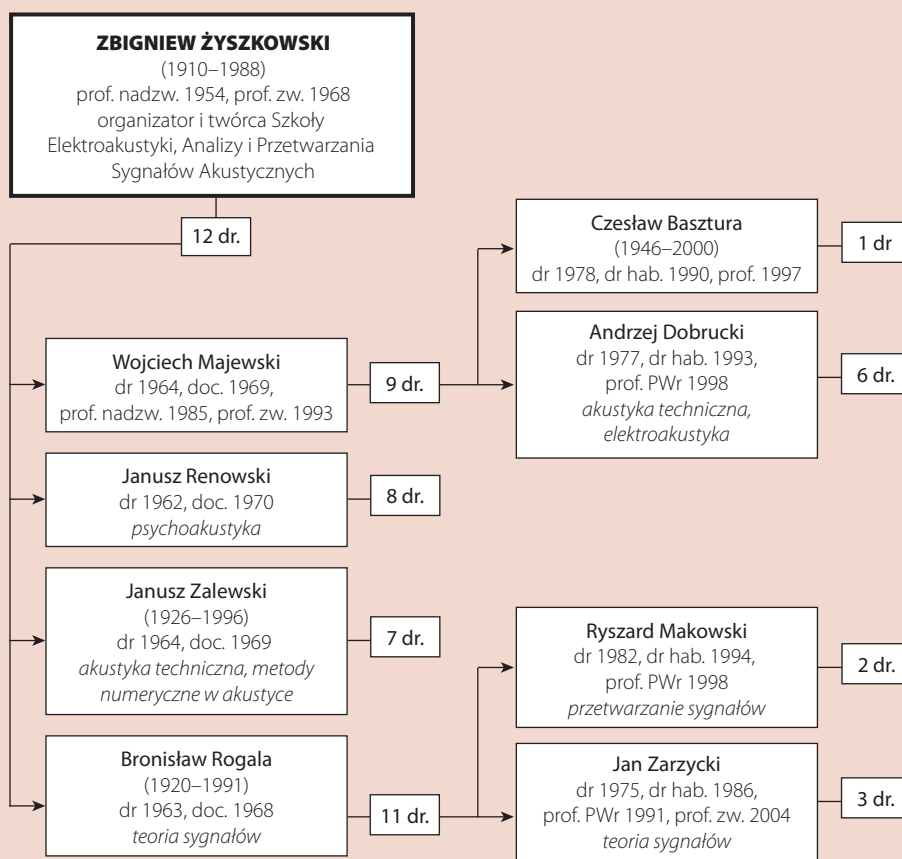 ZBIGNIEW ŻYSZKOWSKI
(1910–1988)
prof. nadzw. 1954, prof. zw. 1968
organizator i twórca Szkoły
Elektroakustyki, Analizy i Przetwarzania
Sygnałów Akustycznych
12 dr.
Wojciech Majewski
dr 1964, doc. 1969,
prof. nadzw. 1985, prof. zw. 1993
9 dr.
Czesław Basztura
(1946–2000)
dr 1978, dr hab. 1990, prof. 1997
1 dr
Andrzej Dobrucki
dr 1977, dr hab. 1993,
prof. PWr 1998
akustyka techniczna,
elektroakustyka
6 dr.
Janusz Renowski
dr 1962, doc. 1970
psychoakustyka
8 dr.
Janusz Zalewski
(1926–1996)
dr 1964, doc. 1969
akustyka techniczna, metody
numeryczne w akustyce
7 dr.
Bronisław Rogala
(1920–1991)
dr 1963, doc. 1968
teoria sygnałów
11 dr.
Ryszard Makowski
dr 1982, dr hab. 1994,
prof. PWr 1998
przetwarzanie sygnałów
2 dr.
Jan Zarzycki
dr 1975, dr hab. 1986,
prof. PWr 1991, prof. zw. 2004
teoria sygnałów
3 dr.